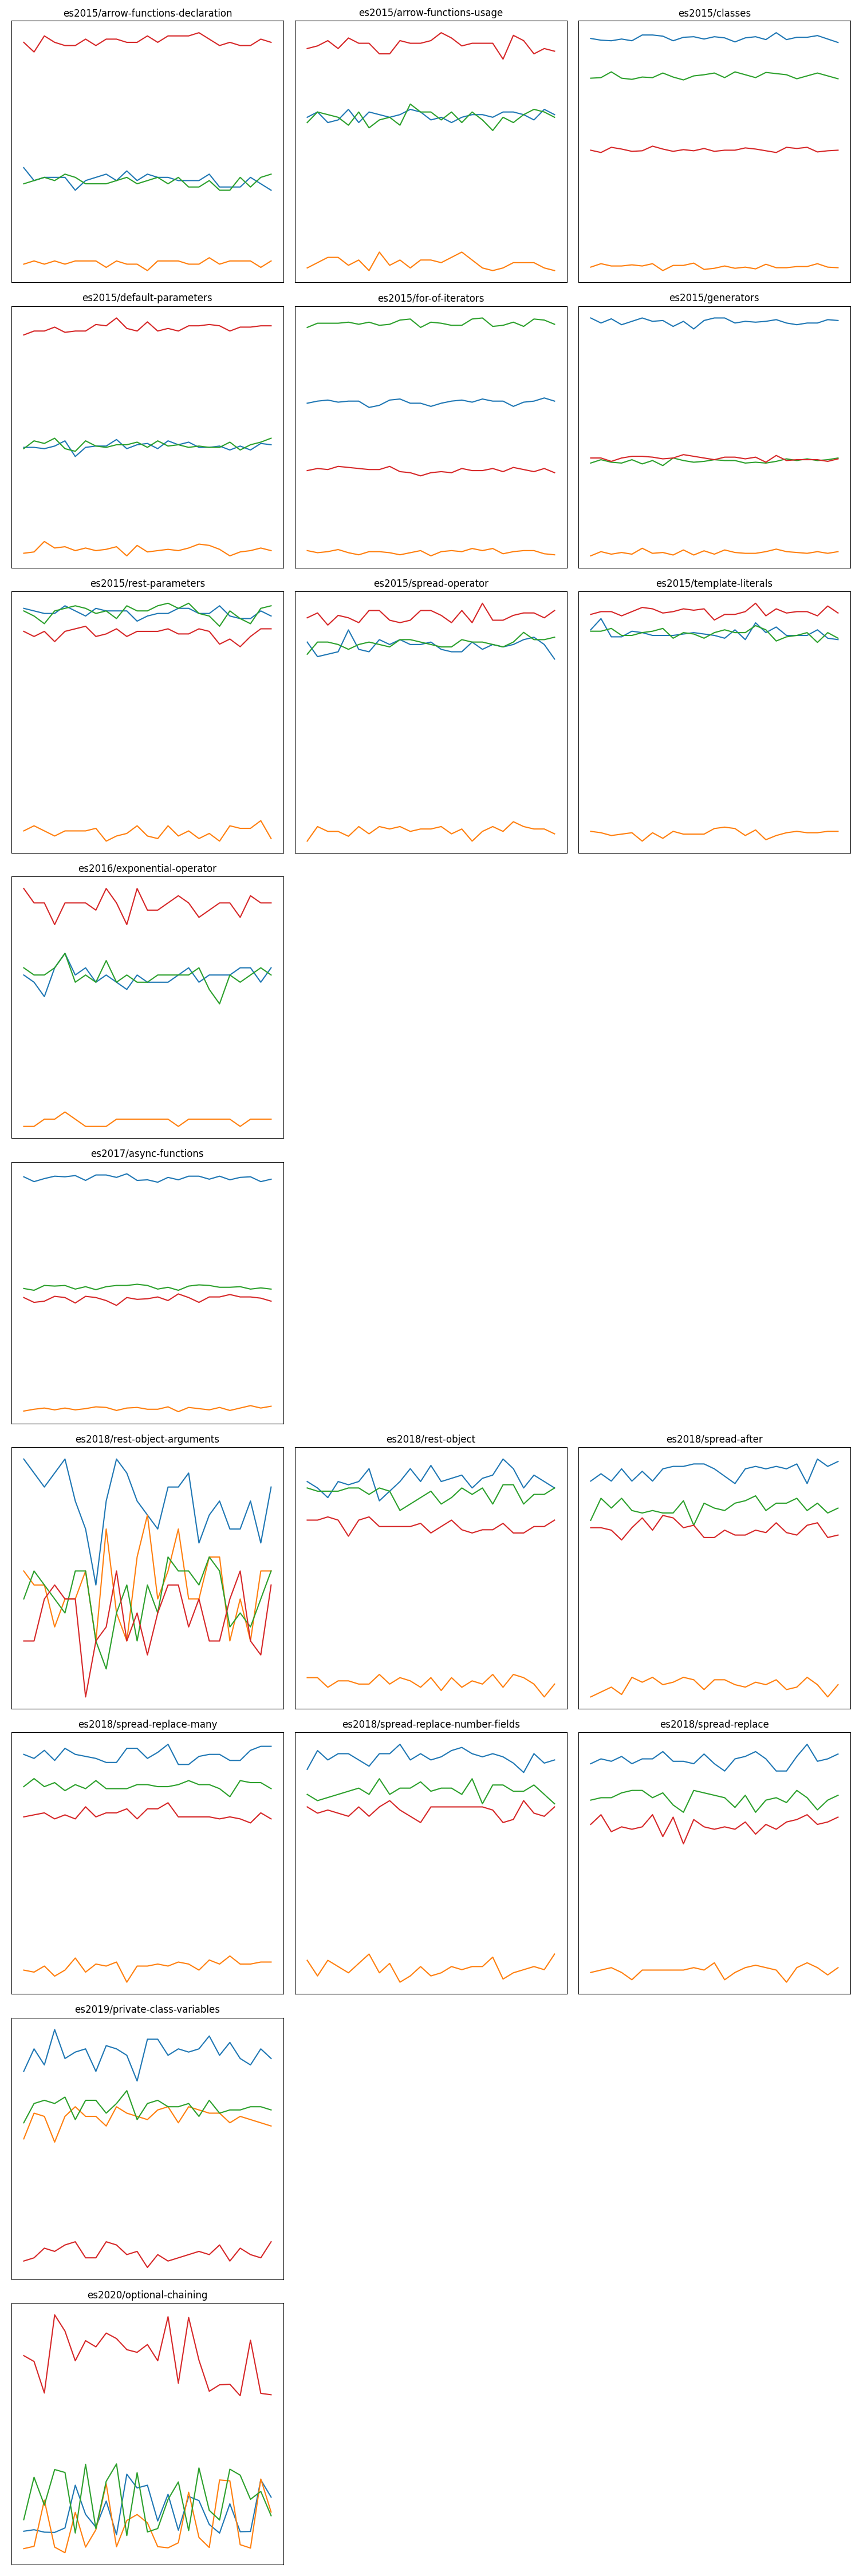 es2015/arrow-functions-declaration
es2015/arrow-functions-usage
es2015/classes
es2015/default-parameters
es2015/for-of-iterators
es2015/generators
es2015/rest-parameters
es2015/spread-operator
es2015/template-literals
es2016/exponential-operator
es2017/async-functions
es2018/rest-object-arguments
es2018/rest-object
es2018/spread-after
es2018/spread-replace-many
es2018/spread-replace-number-fields
es2018/spread-replace
es2019/private-class-variables
es2020/optional-chaining